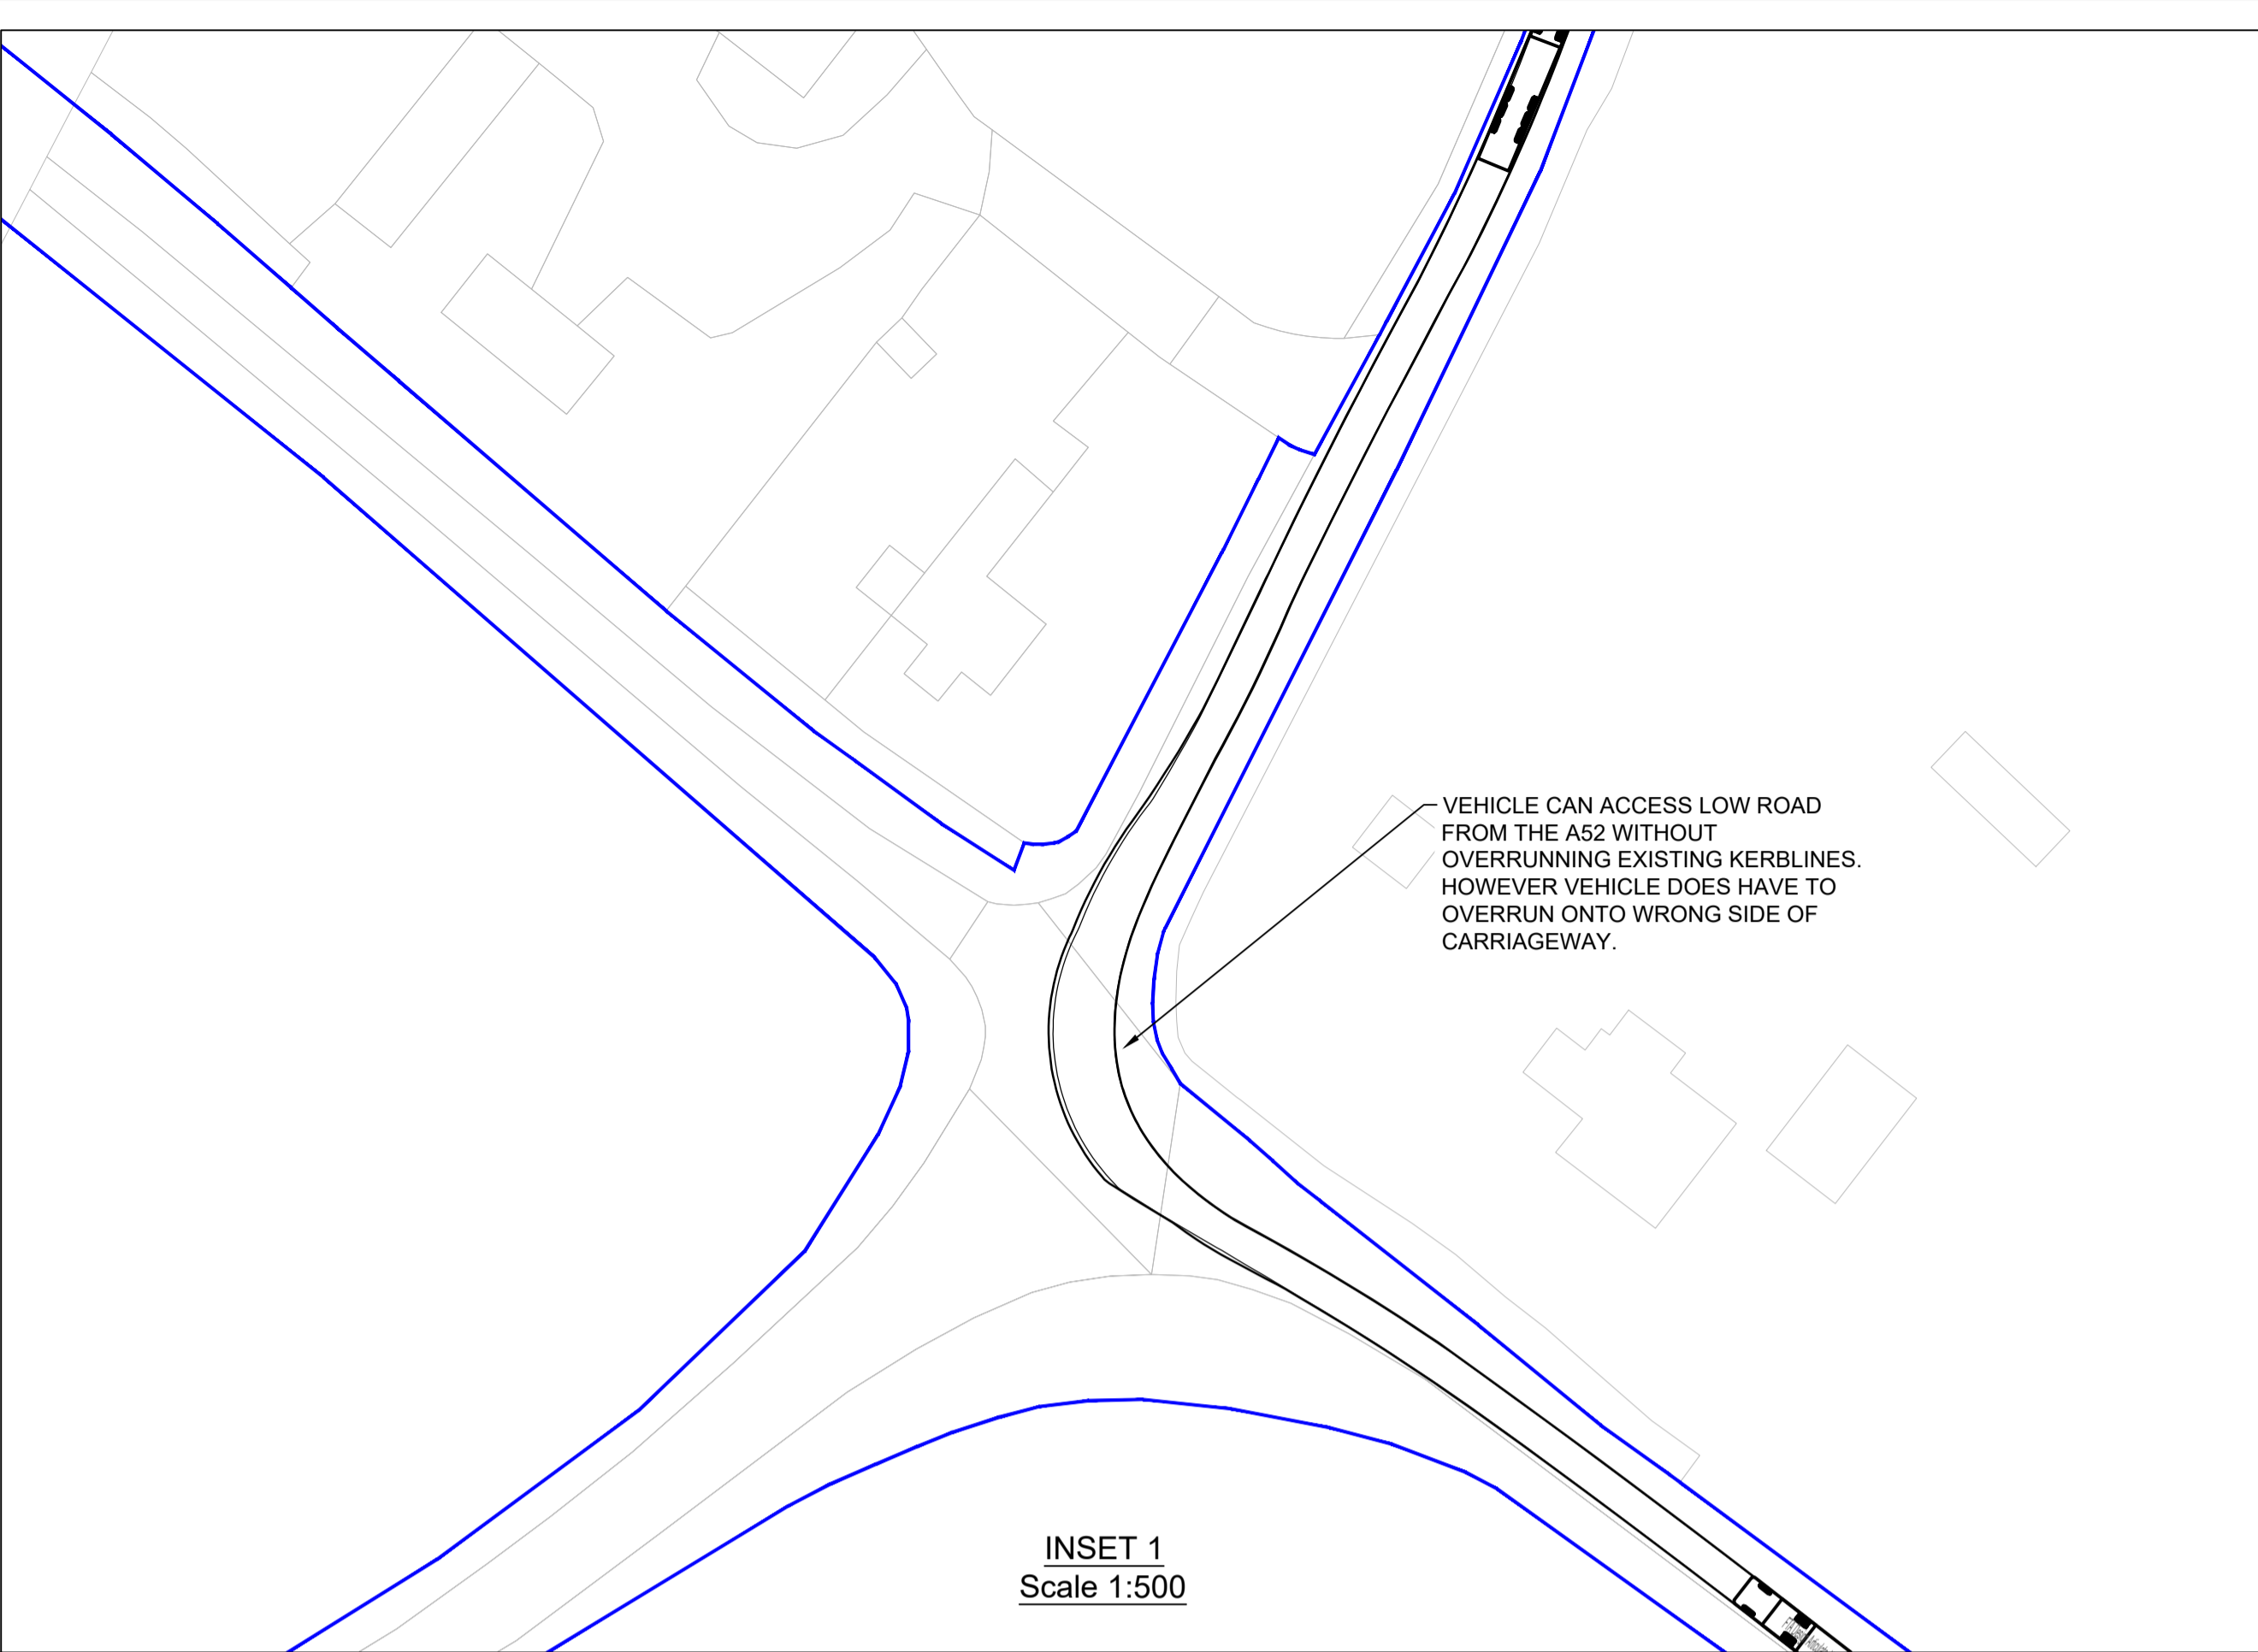 VEHICLE CAN ACCESS LOW ROAD
FROM THE A52 WITHOUT
OVERRUNNING EXISTING KERBLINES.
HOWEVER VEHICLE DOES HAVE TO
OVERRUN ONTO WRONG SIDE OF
CARRIAGEWAY.
INSET 1
Scale 1:500